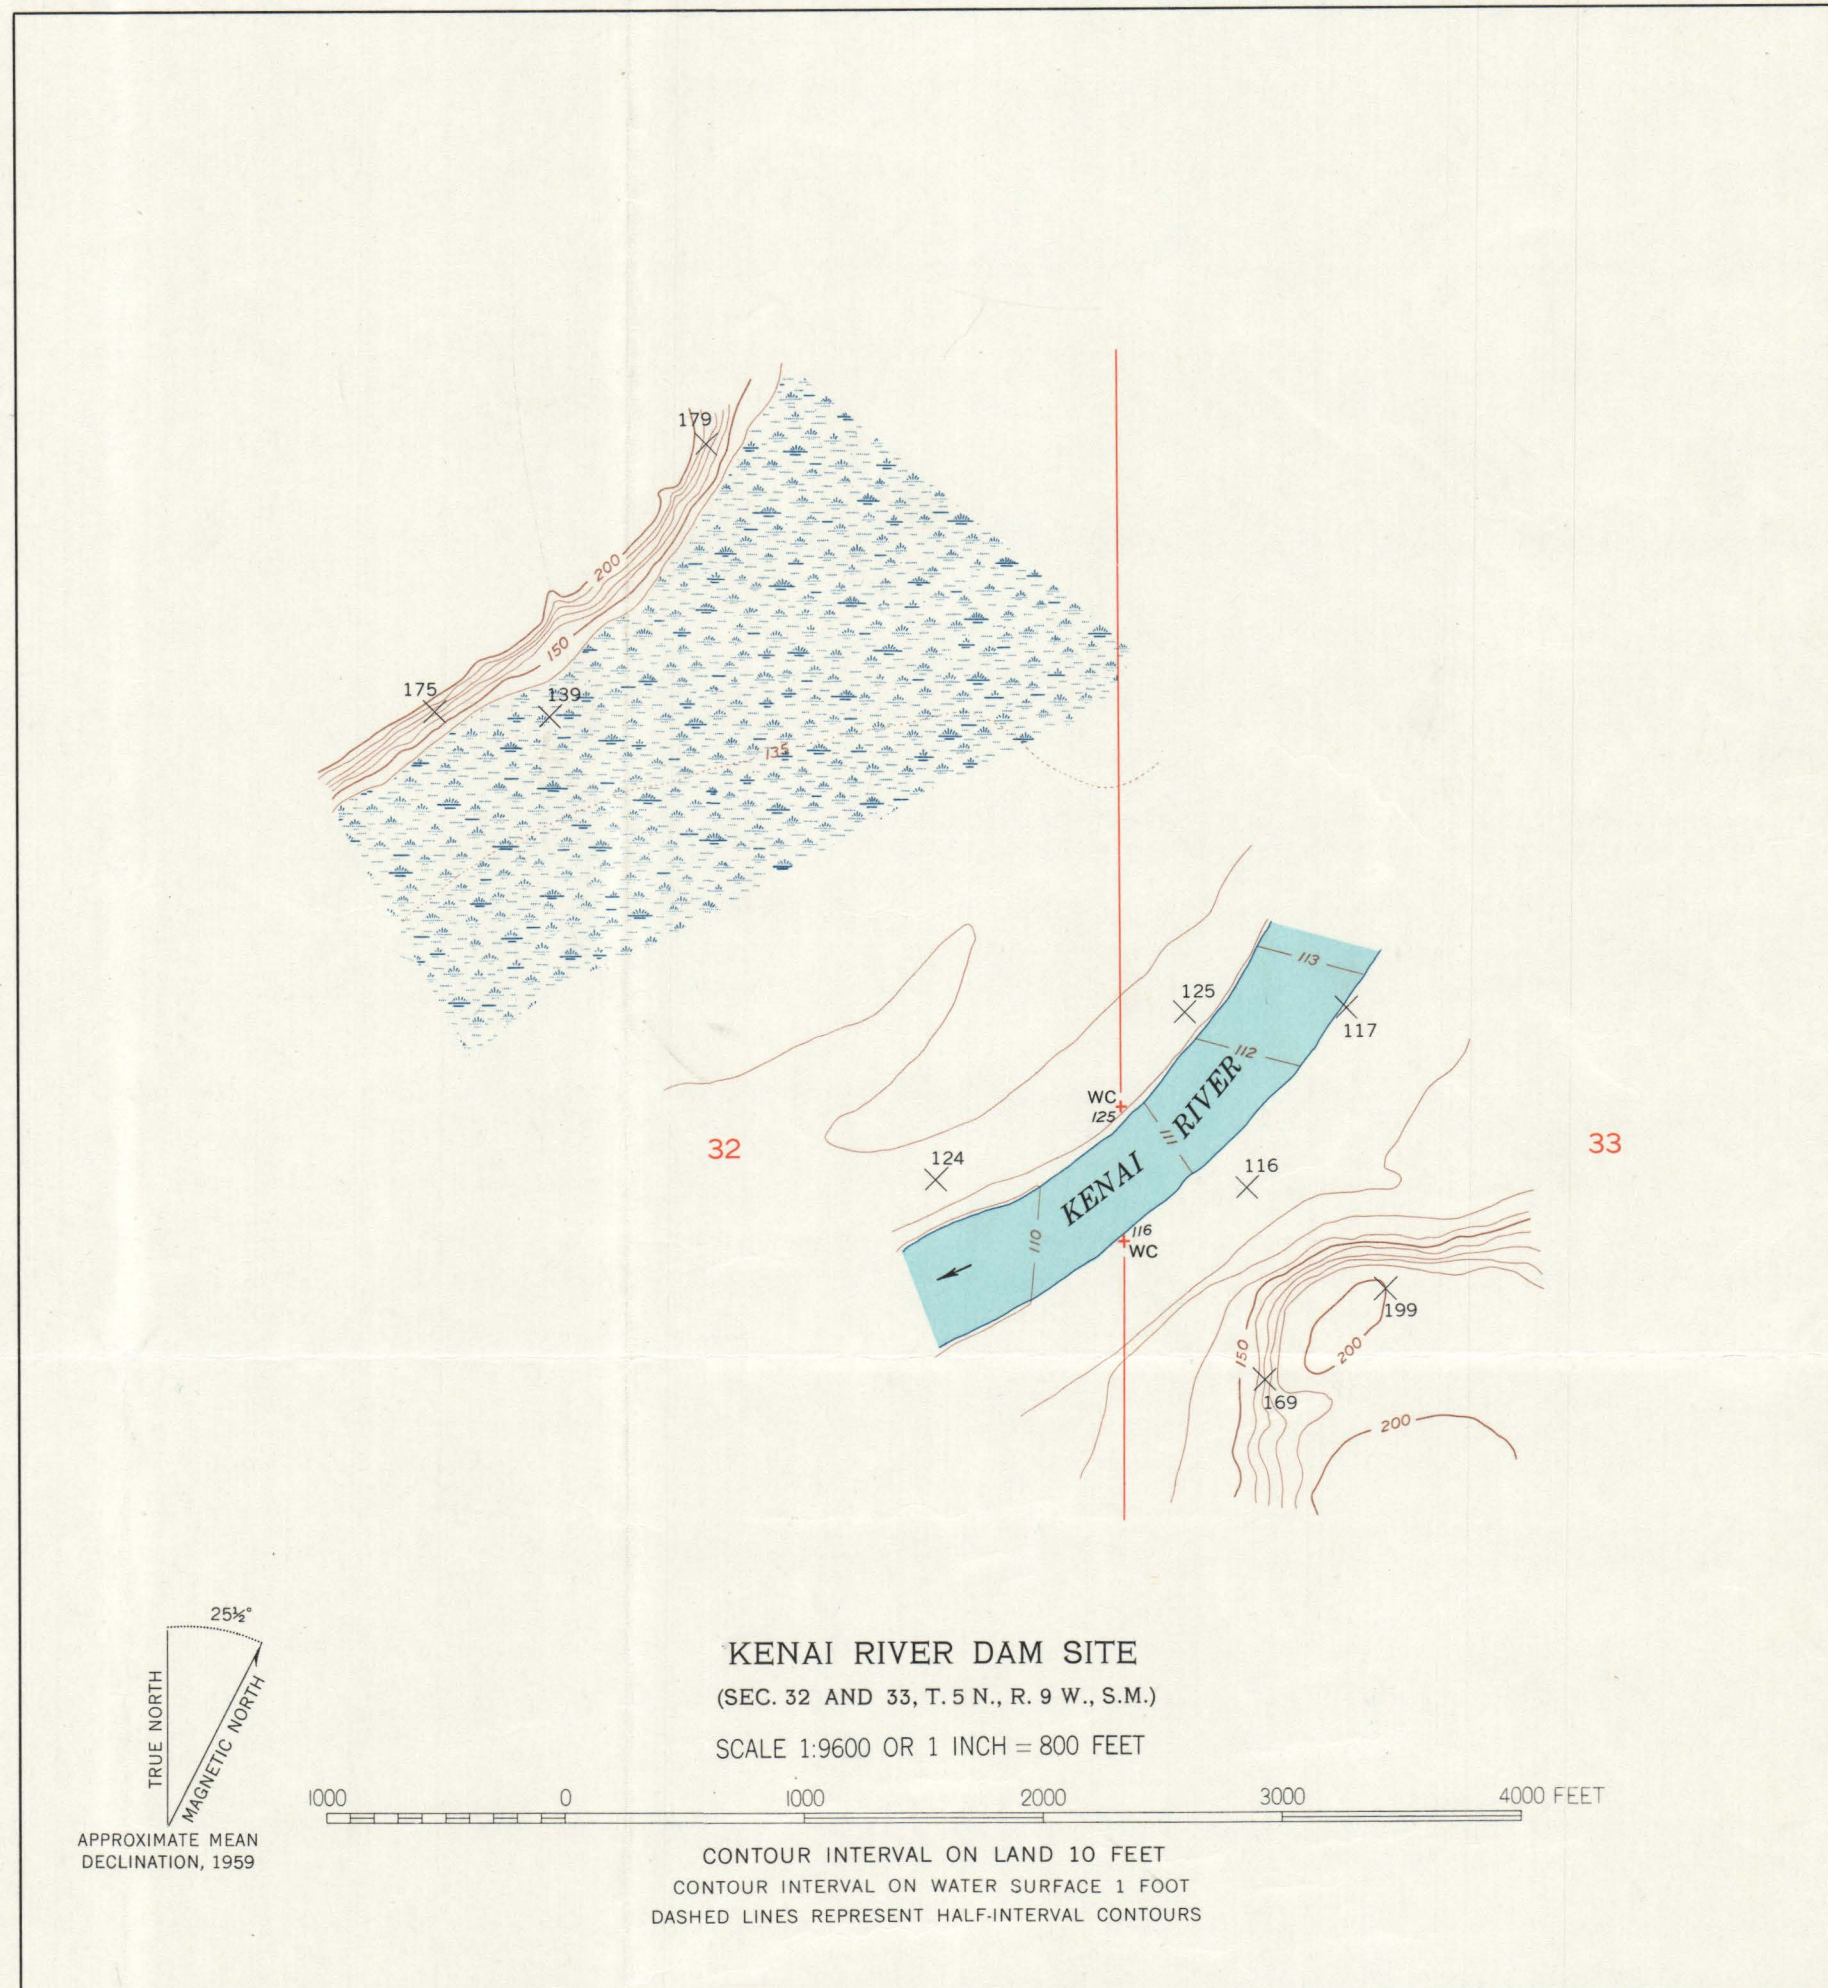 179
200
150
175
139
135
113
125
117
112
WC
125
RIVER
32
33
124
111
116
KENAI
116
WC
110
199
150
200
169
200
25½°
TRUE NORTH
MAGNETIC NORTH
APPROXIMATE MEAN
DECLINATION, 1959
KENAI RIVER DAM SITE
(SEC. 32 AND 33, T. 5 N., R. 9 W., S.M.)
SCALE 1:9600 OR 1 INCH = 800 FEET
1000 0 1000 2000 3000 4000 FEET
CONTOUR INTERVAL ON LAND 10 FEET
CONTOUR INTERVAL ON WATER SURFACE 1 FOOT
DASHED LINES REPRESENT HALF-INTERVAL CONTOURS